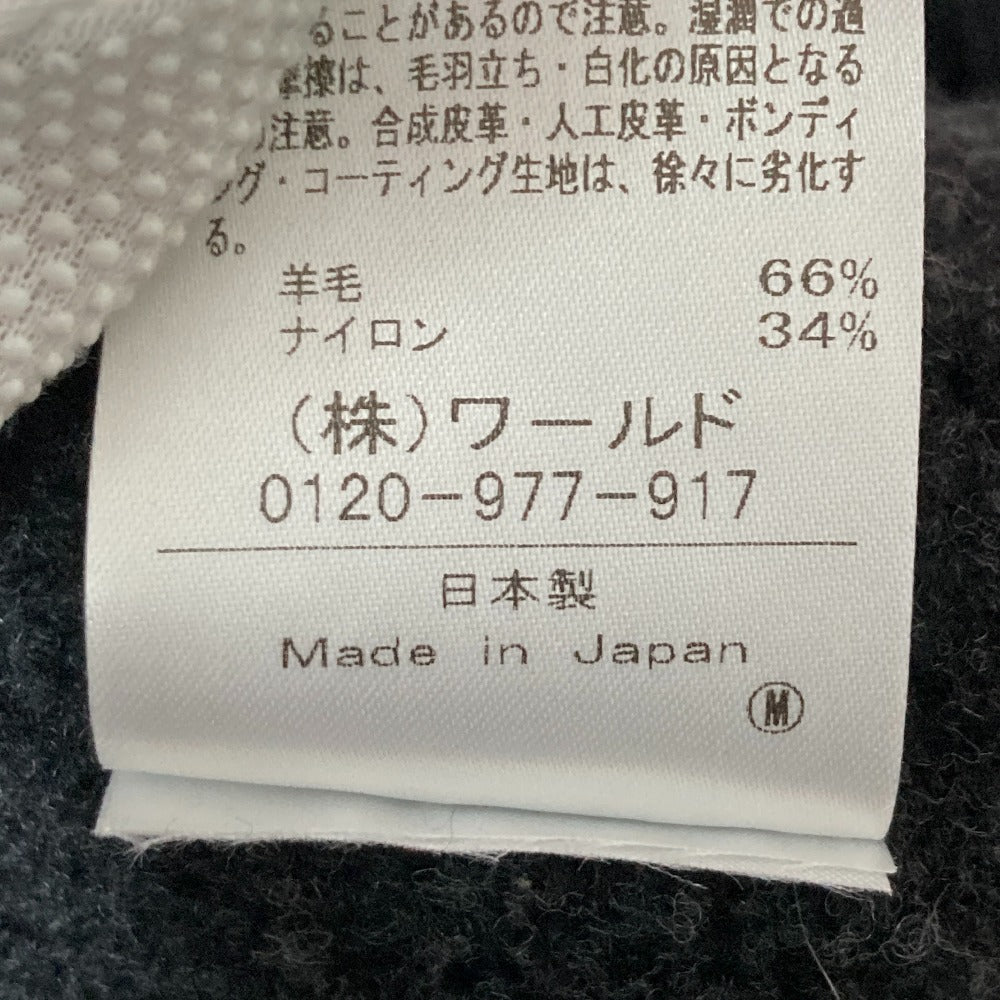 ることがあるので注意。湿潤での過
摩擦は、毛羽立ち・白化の原因となる
注意。合成皮革・人工皮革・ボンディ
ング・コーティング生地は、徐々に劣化す
る。
羊毛 66%
ナイロン 34%
(株)ワールド
0120-977-917
日本製
Made in Japan
M